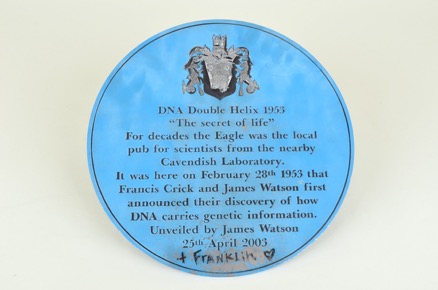 DNA Double Helix 1953
"The secret of life"
For decades the Eagle was the local
pub for scientists from the nearby
Cavendish Laboratory.
It was here on February 28th 1953 that
Francis Crick and James Watson first
announced their discovery of how
DNA carries genetic information.
Unveiled by James Watson
25th April 2003
+ FRANKLIN ♡